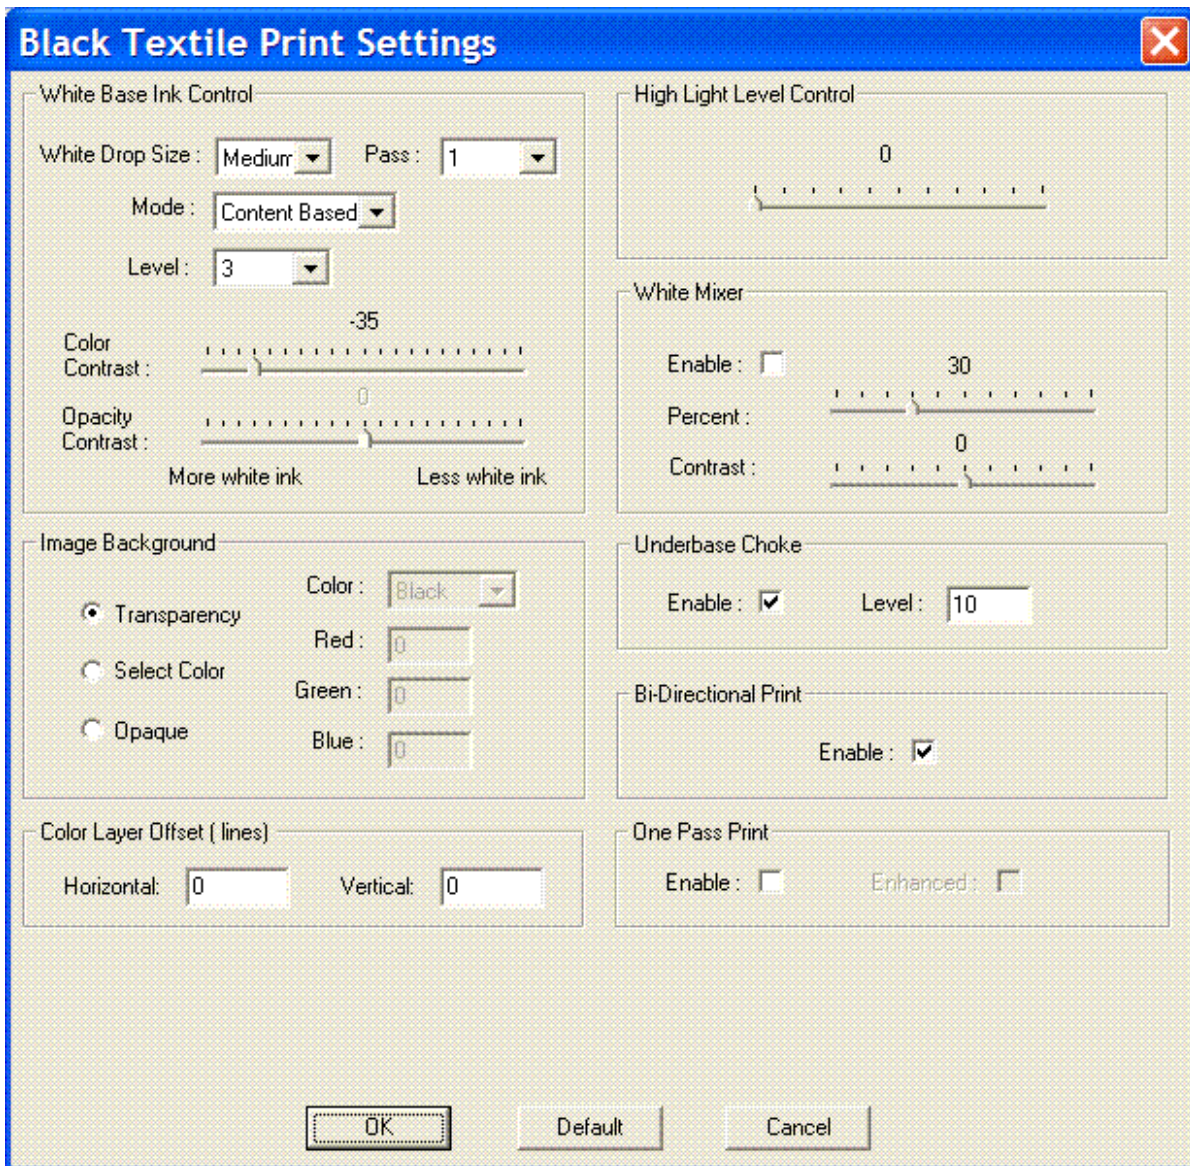 Black Textile Print Settings
White Base Ink Control
White Drop Size : Medium Pass : 1
Mode : Content Based
Level : 3
-35
Color
Contrast :
0
Opacity
Contrast :
More white ink Less white ink
High Light Level Control
0
White Mixer
Enable : 30
Percent :
0
Contrast :
Image Background
Transparency
Select Color
Opaque
Color : Black
Red : 0
Green : 0
Blue : 0
Underbase Choke
Enable : Level : 10
Bi-Directional Print
Enable :
Color Layer Offset ( lines)
Horizontal: 0 Vertical: 0
One Pass Print
Enable : Enhanced :
OK Default Cancel